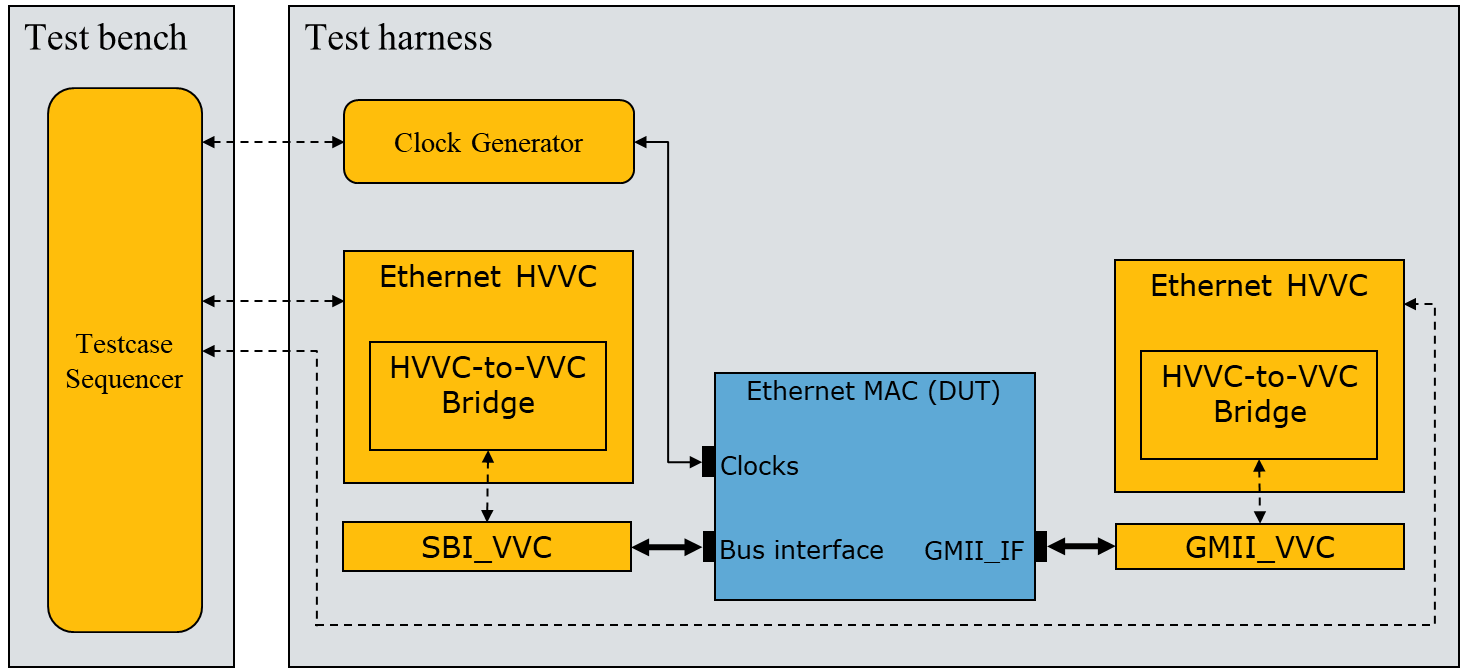 Test bench
Test harness
Clock Generator
Testcase
Sequencer
Ethernet HVVC
HVVC-to-VVC
Bridge
SBI_VVC
Ethernet MAC (DUT)
Clocks
Bus interface
GMII_IF
Ethernet HVVC
HVVC-to-VVC
Bridge
GMII_VVC